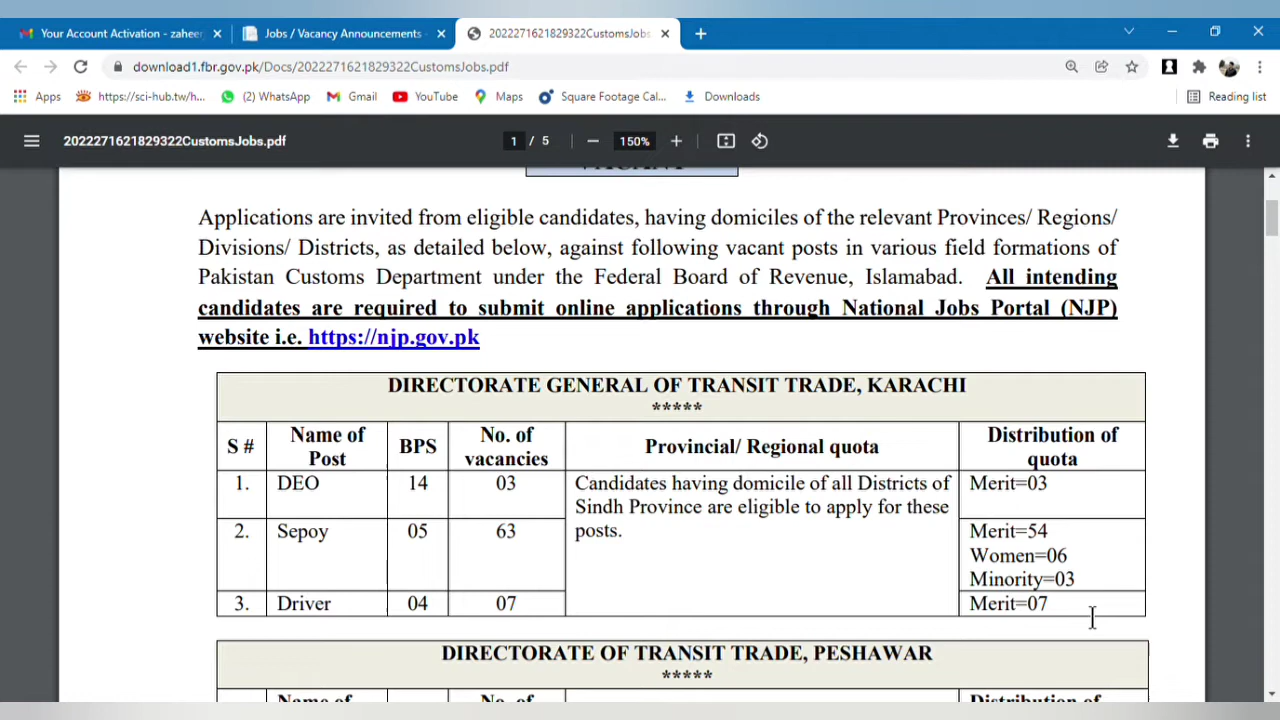 Your Account Activation - zaheer
Jobs / Vacancy Announcements
2022271621829322CustomsJobs
download1.fbr.gov.pk/Docs/2022271621829322CustomsJobs.pdf
Apps
https://sci-hub.tw/h...
(2) WhatsApp
Gmail
YouTube
Maps
Square Footage Cal...
Downloads
Reading list
2022271621829322CustomsJobs.pdf
1 / 5
150%
VACANT
Applications are invited from eligible candidates, having domiciles of the relevant Provinces/ Regions/
Divisions/ Districts, as detailed below, against following vacant posts in various field formations of
Pakistan Customs Department under the Federal Board of Revenue, Islamabad. All intending
candidates are required to submit online applications through National Jobs Portal (NJP)
website i.e. https://njp.gov.pk
DIRECTORATE GENERAL OF TRANSIT TRADE, KARACHI
*****
S #
Name of
Post
BPS
No. of
vacancies
Provincial/ Regional quota
Distribution of
quota
1.
DEO
14
03
Candidates having domicile of all Districts of
Sindh Province are eligible to apply for these
posts.
Merit=03
2.
Sepoy
05
63
Merit=54
Women=06
Minority=03
3.
Driver
04
07
Merit=07
DIRECTORATE OF TRANSIT TRADE, PESHAWAR
*****
Name of
No. of
Distribution of